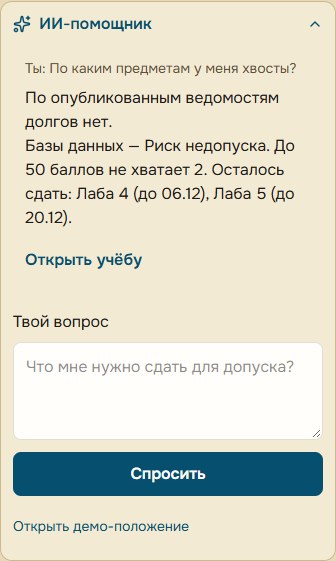 ИИ-помощник
Ты: По каким предметам у меня хвосты?
По опубликованным ведомостям
долгов нет.
Базы данных — Риск недопуска. До
50 баллов не хватает 2. Осталось
сдать: Лаба 4 (до 06.12), Лаба 5 (до
20.12).
Открыть учёбу
Твой вопрос
Что мне нужно сдать для допуска?
Спросить
Открыть демо-положение